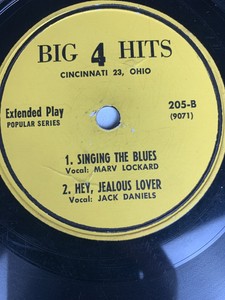 BIG 4 HITS
CINCINNATI 23, OHIO
Extended Play
POPULAR SERIES
205-B
(9071)
1. SINGING THE BLUES
Vocal: MARV LOCKARD
2. HEY, JEALOUS LOVER
Vocal: JACK DANIELS